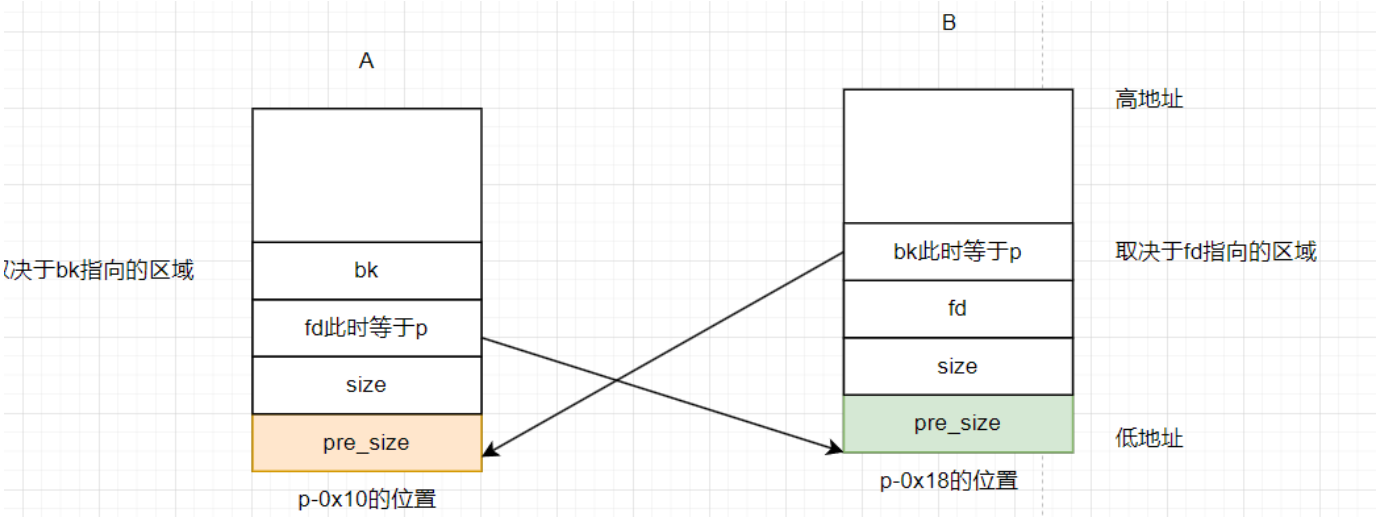 A
B
高地址
bk
fd此时等于p
size
pre_size
p-0x10的位置
决于bk指向的区域
bk此时等于p
fd
size
pre_size
p-0x18的位置
取决于fd指向的区域
低地址